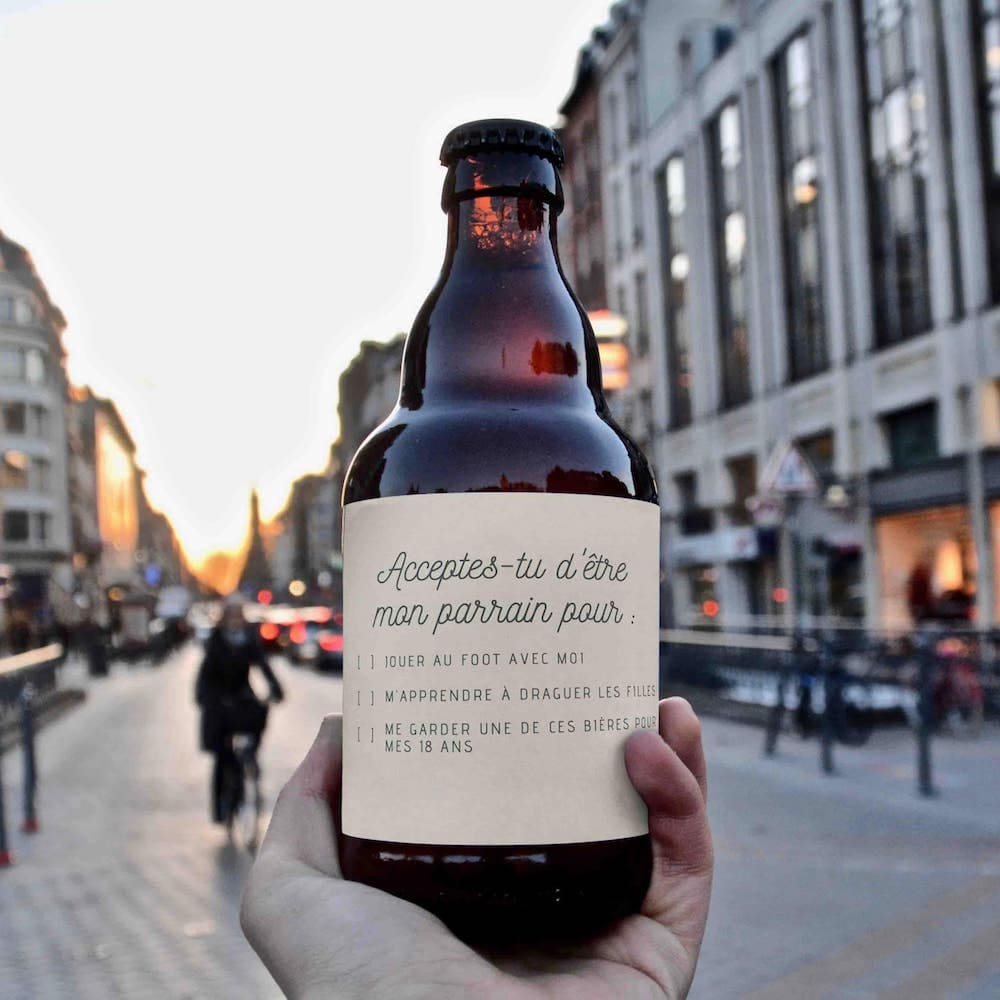 Acceptes-tu d'être
mon parrain pour :
[ ] JOUER AU FOOT AVEC MOI
[ ] M'APPRENDRE À DRAGUER LES FILLES
[ ] ME GARDER UNE DE CES BIÈRES POUR
MES 18 ANS